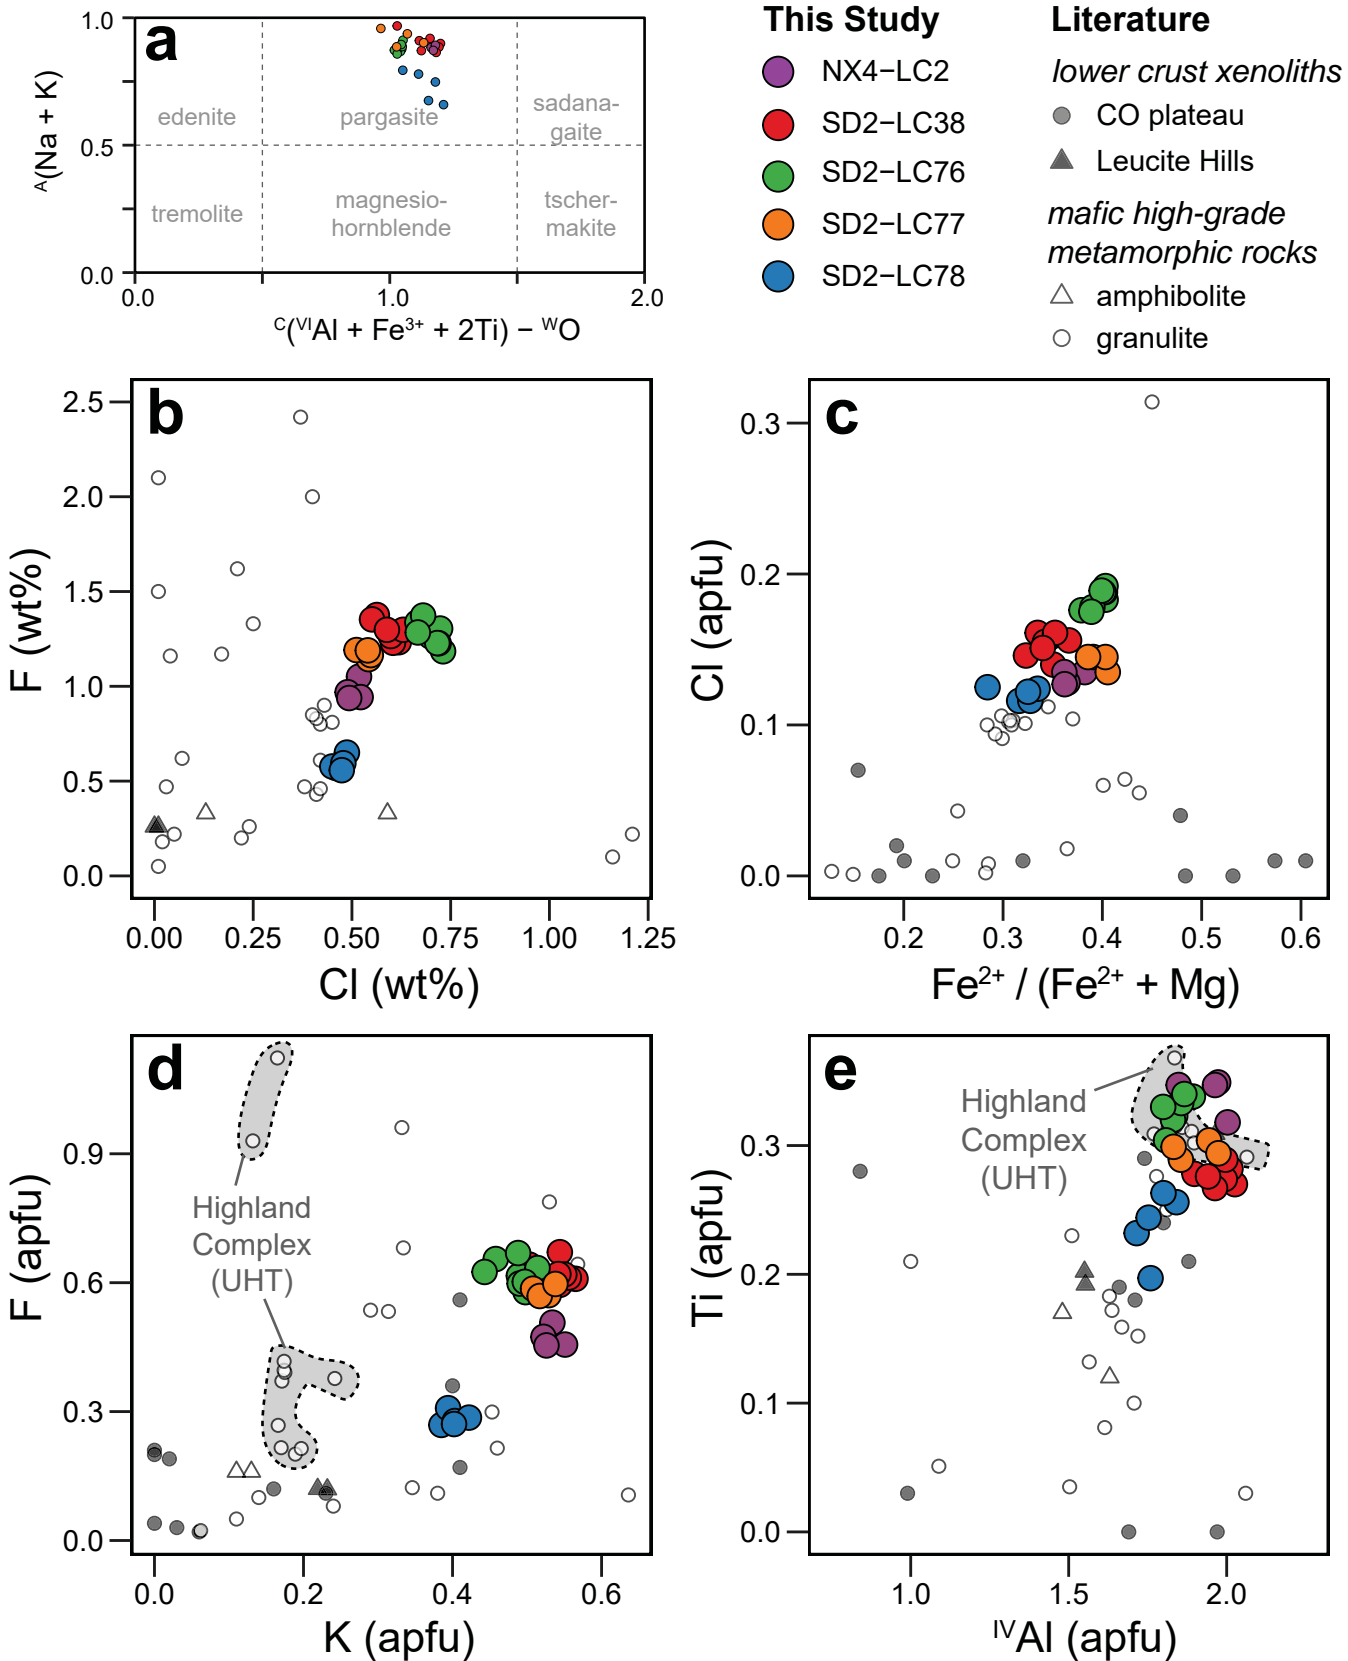 a
1.0
0.5
0.0
ᴬ(Na + K)
edenite
pargasite
sadana-
gaite
tremolite
magnesio-
hornblende
tscher-
makite
0.0
1.0
2.0
ᶜ(ⱽᴵAl + Fe³⁺ + 2Ti) − ᵂO
This Study
NX4−LC2
SD2−LC38
SD2−LC76
SD2−LC77
SD2−LC78
Literature
lower crust xenoliths
CO plateau
Leucite Hills
mafic high-grade
metamorphic rocks
amphibolite
granulite
b
2.5
2.0
1.5
1.0
0.5
0.0
F (wt%)
0.00
0.25
0.50
0.75
1.00
1.25
Cl (wt%)
c
0.3
0.2
0.1
0.0
Cl (apfu)
0.2
0.3
0.4
0.5
0.6
Fe²⁺ / (Fe²⁺ + Mg)
d
0.9
0.6
0.3
0.0
F (apfu)
Highland
Complex
(UHT)
0.0
0.2
0.4
0.6
K (apfu)
e
0.3
0.2
0.1
0.0
Ti (apfu)
Highland
Complex
(UHT)
1.0
1.5
2.0
ᴵⱽAl (apfu)